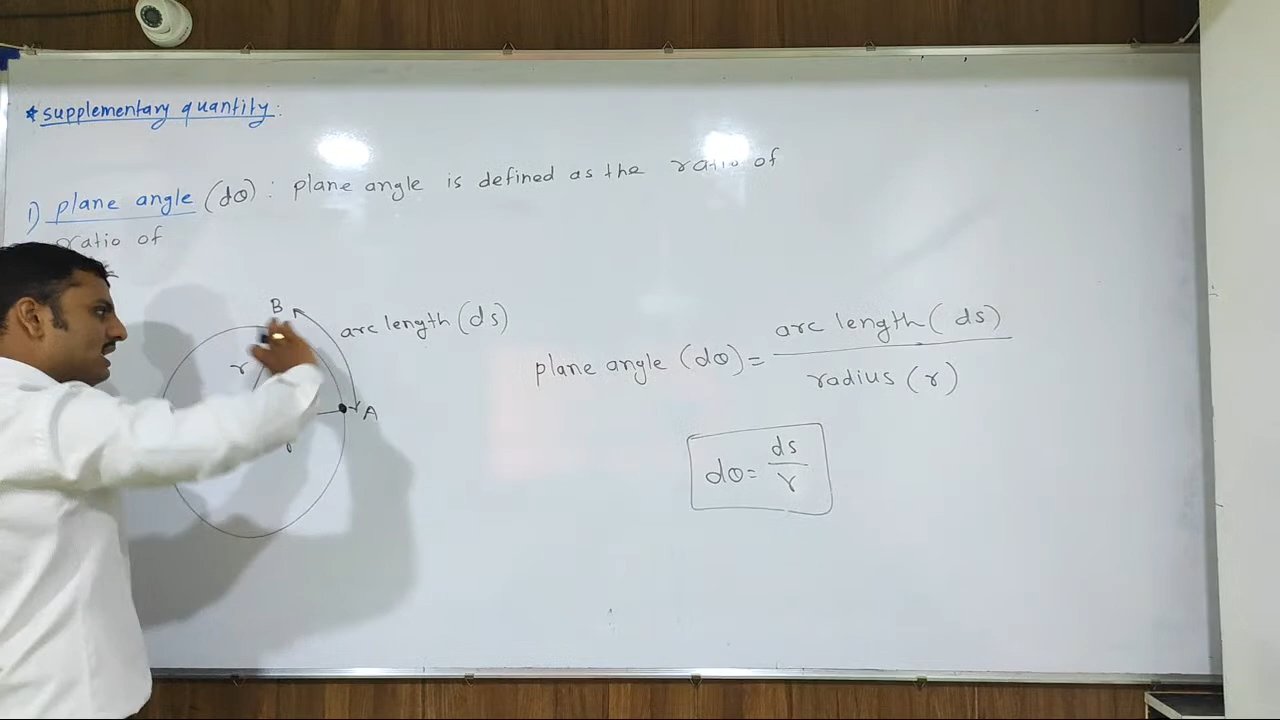 * supplementary quantity:
1) plane angle (dθ): plane angle is defined as the ratio of
ratio of
B
arc length (ds)
r
r A
plane angle (dθ) = arc length (ds)
radius (r)
dθ = ds
r